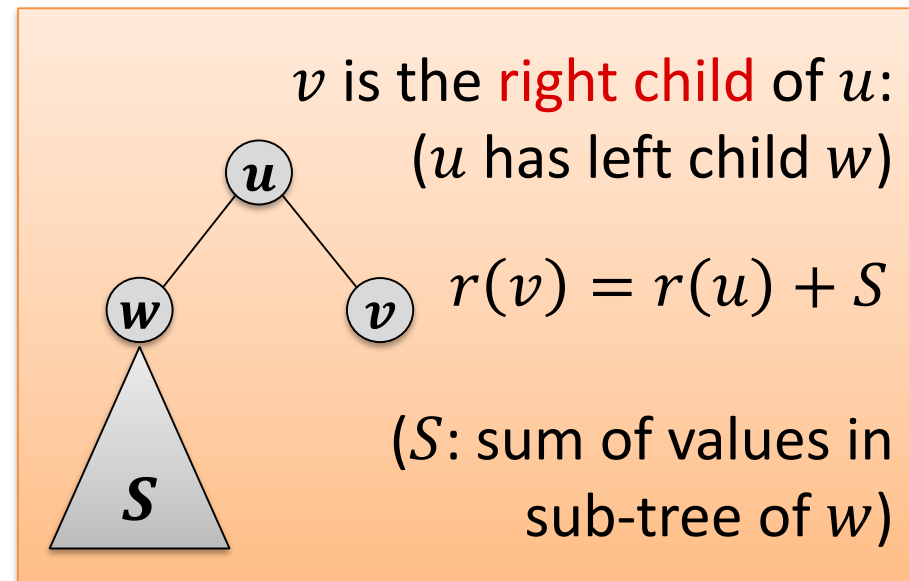 v is the right child of u:
(u has left child w)
u
r(v) = r(u) + S
w
v
(S: sum of values in
sub-tree of w)
S